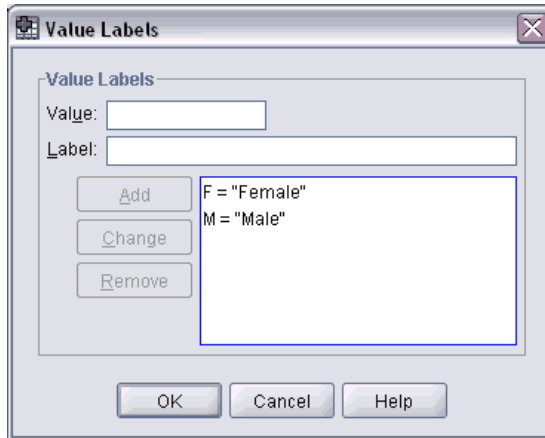 Value Labels
Value Labels
Value:
Label:
Add
F = "Female"
M = "Male"
Change
Remove
OK
Cancel
Help